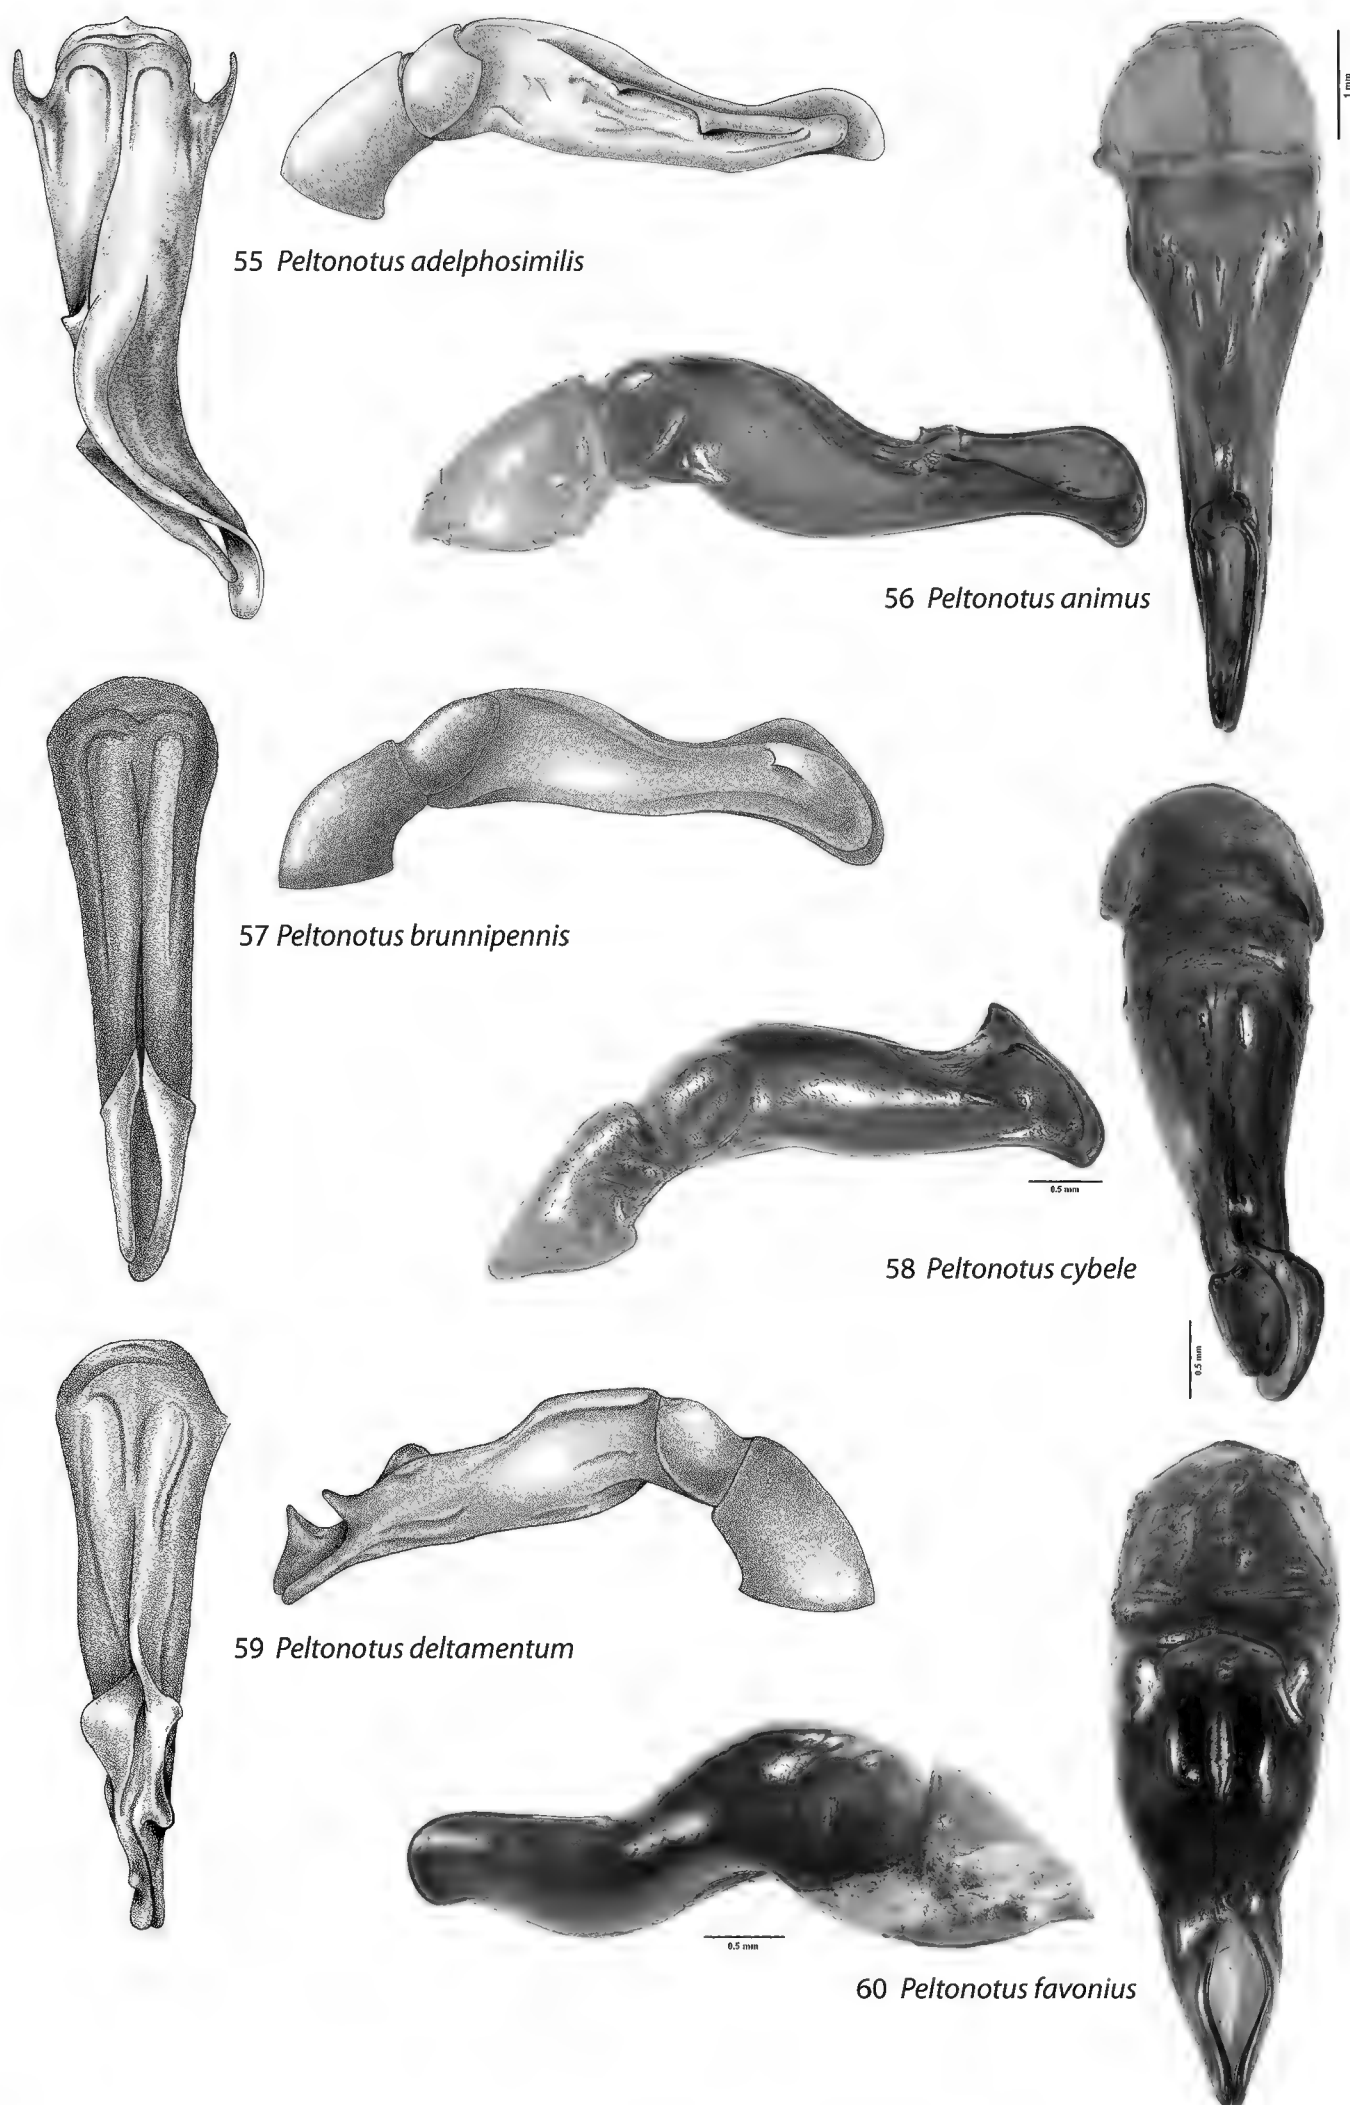 1 mm
55 Peltonotus adelphosimilis
56 Peltonotus animus
57 Peltonotus brunnipennis
0.5 mm
58 Peltonotus cybele
0.5 mm
59 Peltonotus deltamentum
0.5 mm
60 Peltonotus favonius